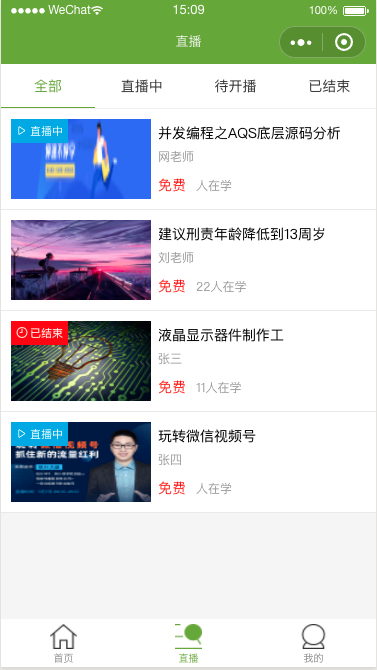 WeChat 15:09 100%
直播
全部 直播中 待开播 已结束
直播中
并发编程之AQS底层源码分析
网老师
免费 人在学
建议刑责年龄降低到13周岁
刘老师
免费 22人在学
已结束
液晶显示器件制作工
张三
免费 11人在学
直播中
抓住新的流量红利
玩转微信视频号
张四
免费 人在学
首页 直播 我的